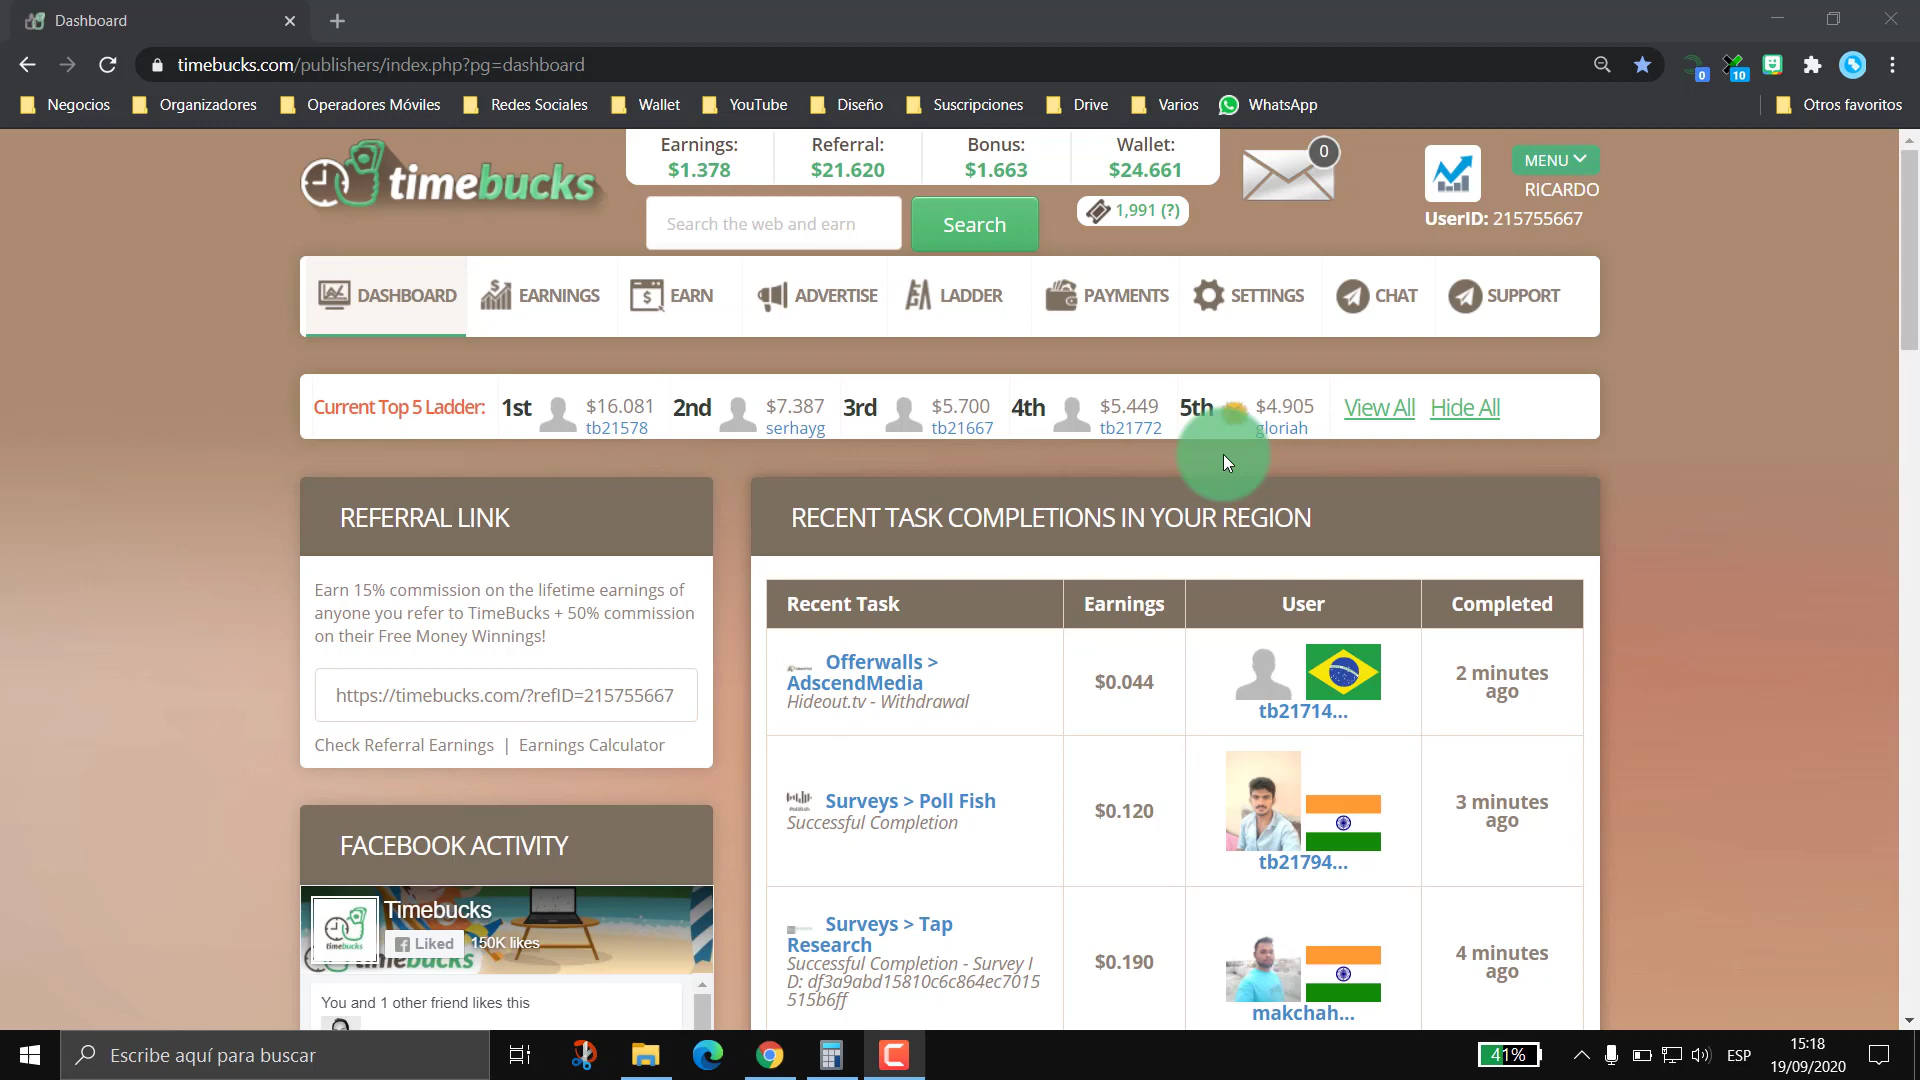 Dashboard
timebucks.com/publishers/index.php?pg=dashboard
0
10
Negocios
Organizadores
Operadores Móviles
Redes Sociales
Wallet
YouTube
Diseño
Suscripciones
Drive
Varios
WhatsApp
Otros favoritos
timebucks
Earnings:
$1.378
Referral:
$21.620
Bonus:
$1.663
Wallet:
$24.661
0
MENU
RICARDO
UserID: 215755667
Search the web and earn
Search
1,991 (?)
DASHBOARD
EARNINGS
EARN
ADVERTISE
LADDER
PAYMENTS
SETTINGS
CHAT
SUPPORT
Current Top 5 Ladder:
1st
$16.081
tb21578
2nd
$7.387
serhayg
3rd
$5.700
tb21667
4th
$5.449
tb21772
5th
$4.905
gloriah
View All
Hide All
REFERRAL LINK
Earn 15% commission on the lifetime earnings of
anyone you refer to TimeBucks + 50% commission
on their Free Money Winnings!
https://timebucks.com/?refID=215755667
Check Referral Earnings | Earnings Calculator
FACEBOOK ACTIVITY
Timebucks
Liked
150K likes
timebucks
timebucks
You and 1 other friend likes this
RECENT TASK COMPLETIONS IN YOUR REGION
Recent Task
Earnings
User
Completed
Offerwalls >
AdscendMedia
Hideout.tv - Withdrawal
$0.044
tb21714...
2 minutes
ago
Surveys > Poll Fish
Successful Completion
$0.120
tb21794...
3 minutes
ago
Surveys > Tap
Research
Successful Completion - Survey I
D: df3a9abd15810c6c864ec7015
515b6ff
$0.190
makchah...
4 minutes
ago
Escribe aquí para buscar
41%
ESP
15:18
19/09/2020